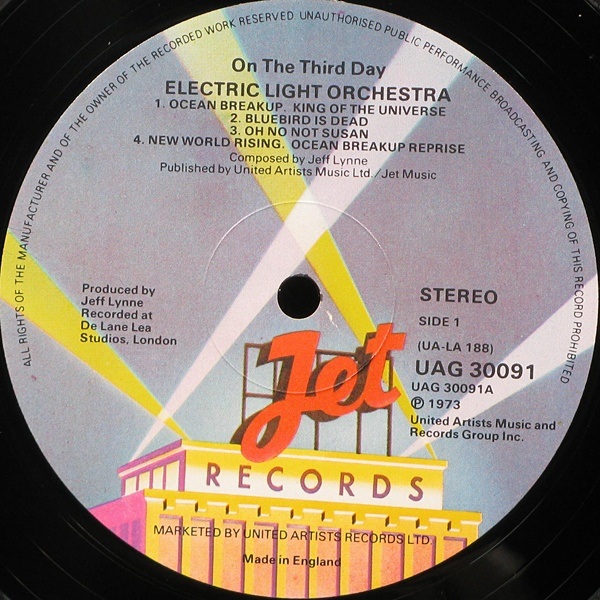 ALL RIGHTS OF THE MANUFACTURER AND OF THE OWNER OF THE RECORDED WORK RESERVED UNAUTHORISED PUBLIC PERFORMANCE BROADCASTING AND COPYING OF THIS RECORD PROHIBITED
On The Third Day
ELECTRIC LIGHT ORCHESTRA
1. OCEAN BREAKUP. KING OF THE UNIVERSE
2. BLUEBIRD IS DEAD
3. OH NO NOT SUSAN
4. NEW WORLD RISING. OCEAN BREAKUP REPRISE
Composed by Jeff Lynne
Published by United Artists Music Ltd./Jet Music
Produced by
Jeff Lynne
Recorded at
De Lane Lea
Studios, London
STEREO
SIDE 1
(UA-LA 188)
UAG 30091
UAG 30091A
℗ 1973
United Artists Music and
Records Group Inc.
Jet
RECORDS
MARKETED BY UNITED ARTISTS RECORDS LTD.
Made in England